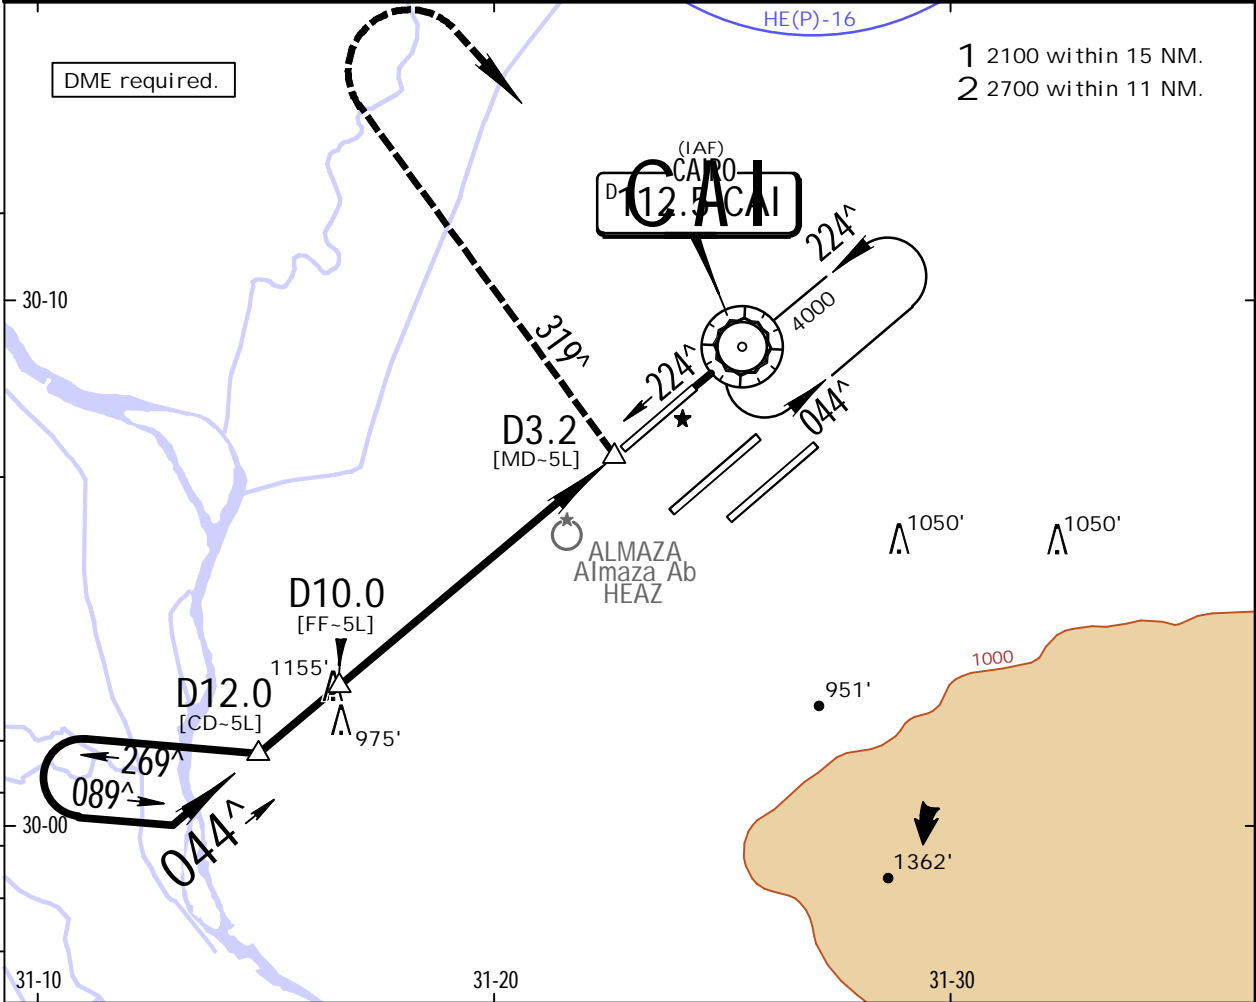 HE(P)-16
DME required.
1 2100 within 15 NM.
2 2700 within 11 NM.
(IAF)
CAIRO
D 112.5 CAI
CAI
224^
4000
30-10
319^
224^
044^
D3.2
[MD~5L]
1050'
1050'
ALMAZA
Almaza Ab
HEAZ
D10.0
[FF~5L]
1155'
1000
D12.0
[CD~5L]
951'
975'
269^
089^
30-00
044^
1362'
31-10
31-20
31-30